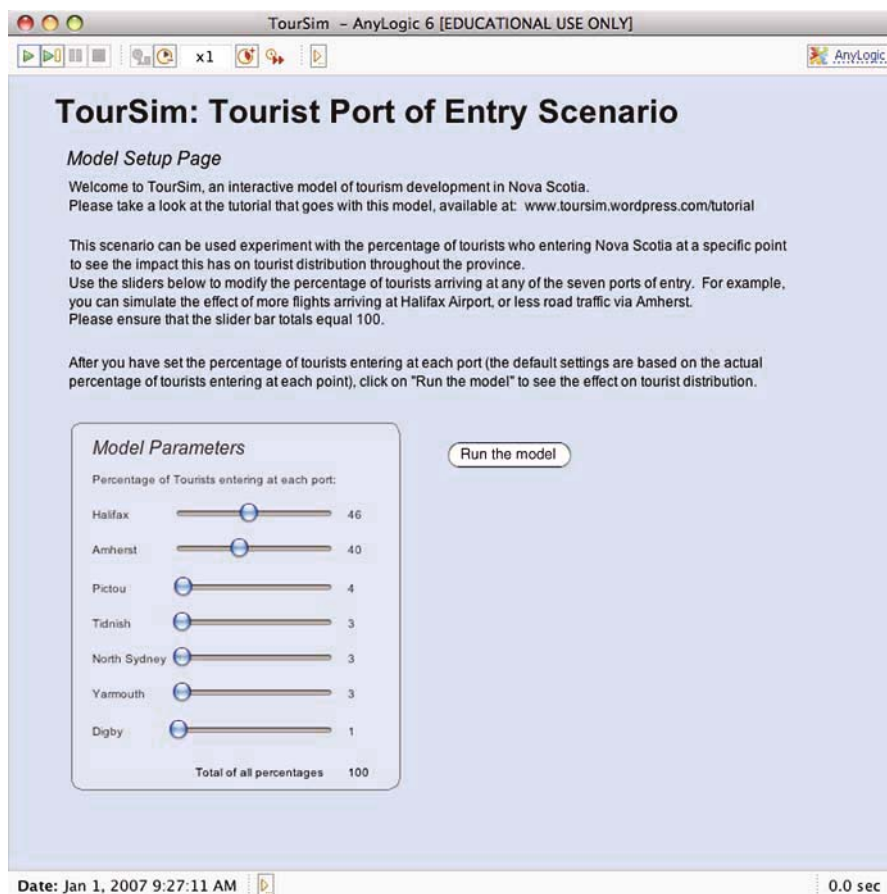 TourSim – AnyLogic 6 [EDUCATIONAL USE ONLY]
x1
AnyLogic
TourSim: Tourist Port of Entry Scenario
Model Setup Page
Welcome to TourSim, an interactive model of tourism development in Nova Scotia.
Please take a look at the tutorial that goes with this model, available at: www.toursim.wordpress.com/tutorial
This scenario can be used experiment with the percentage of tourists who entering Nova Scotia at a specific point
to see the impact this has on tourist distribution throughout the province.
Use the sliders below to modify the percentage of tourists arriving at any of the seven ports of entry. For example,
you can simulate the effect of more flights arriving at Halifax Airport, or less road traffic via Amherst.
Please ensure that the slider bar totals equal 100.
After you have set the percentage of tourists entering at each port (the default settings are based on the actual
percentage of tourists entering at each point), click on "Run the model" to see the effect on tourist distribution.
Model Parameters
Run the model
Percentage of Tourists entering at each port:
Halifax 46
Amherst 40
Pictou 4
Tidnish 3
North Sydney 3
Yarmouth 3
Digby 1
Total of all percentages 100
Date: Jan 1, 2007 9:27:11 AM
0.0 sec